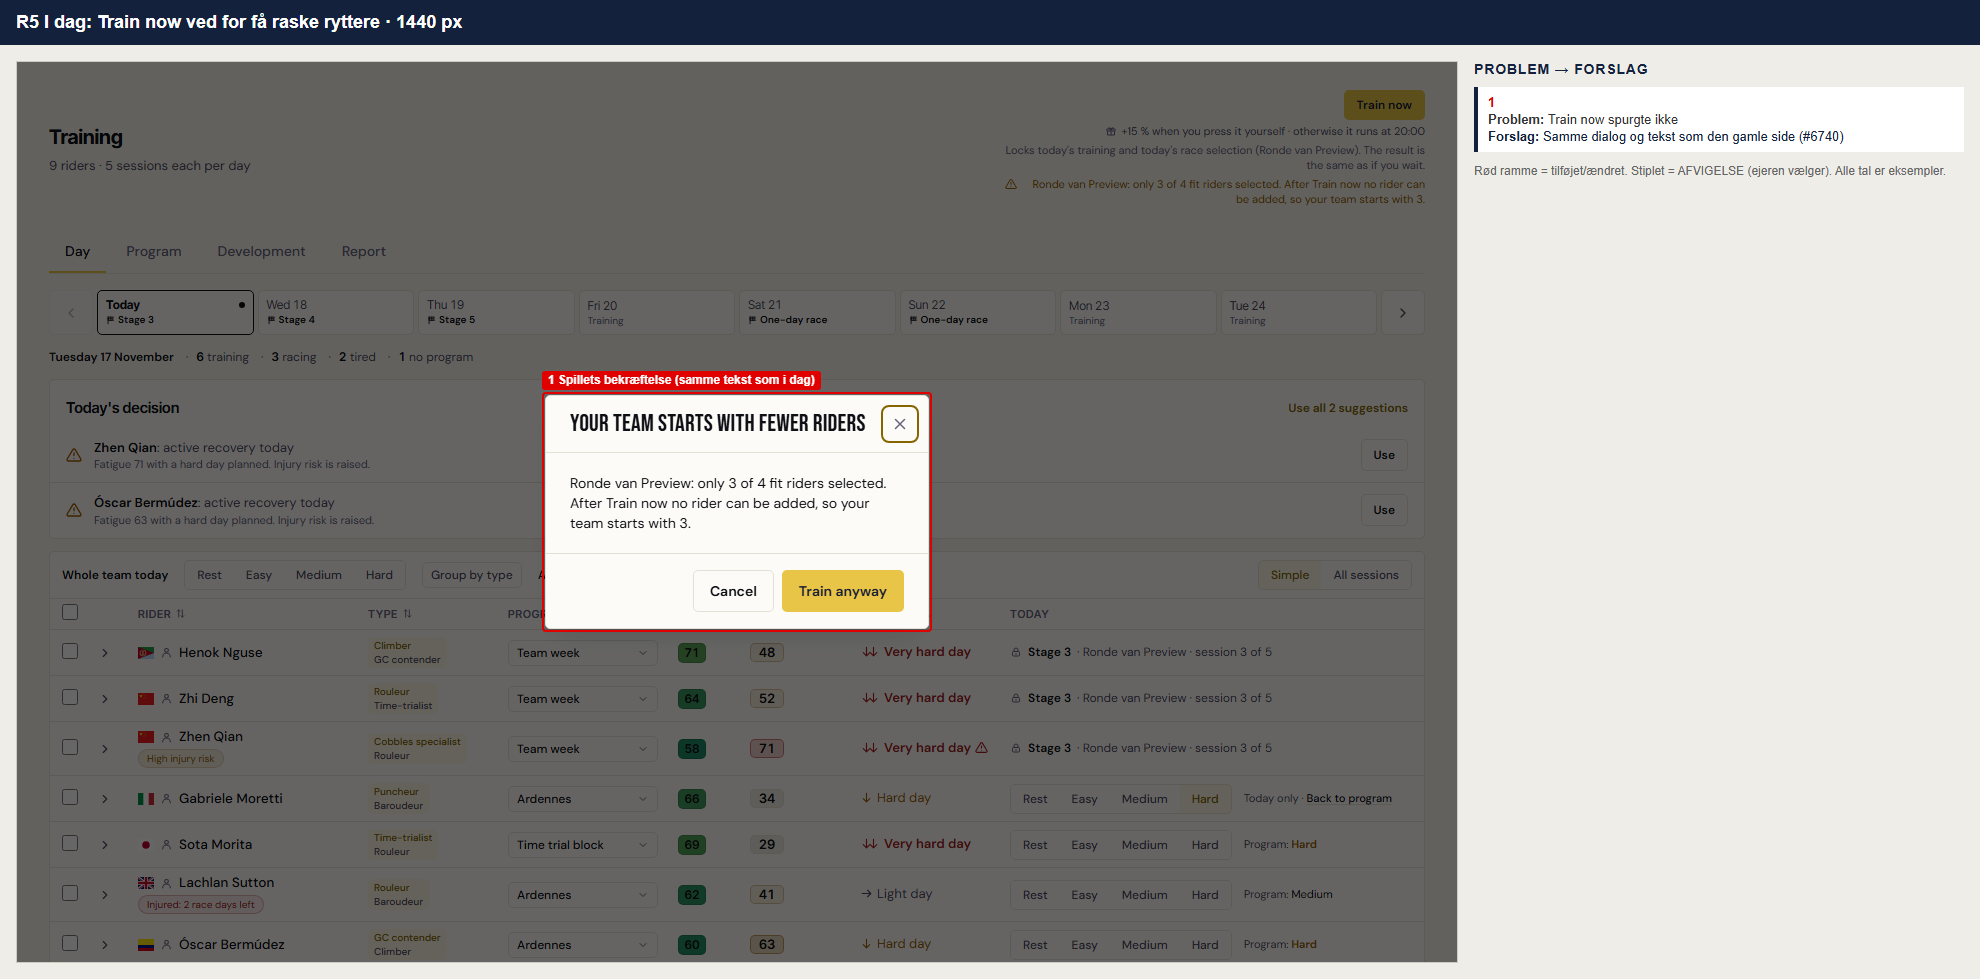 R5 I dag: Train now ved for få raske ryttere · 1440 px
PROBLEM → FORSLAG
1
Problem: Train now spurgte ikke
Forslag: Samme dialog og tekst som den gamle side (#6740)
Rød ramme = tilføjet/ændret. Stiplet = AFVIGELSE (ejeren vælger). Alle tal er eksempler.
Training
9 riders · 5 sessions each per day
Train now
+15 % when you press it yourself · otherwise it runs at 20:00
Locks today's training and today's race selection (Ronde van Preview). The result is
the same as if you wait.
Ronde van Preview: only 3 of 4 fit riders selected. After Train now no rider can
be added, so your team starts with 3.
Day Program Development Report
Today Wed 18 Thu 19 Fri 20 Sat 21 Sun 22 Mon 23 Tue 24
Stage 3 Stage 4 Stage 5 Training One-day race One-day race Training Training
Tuesday 17 November · 6 training · 3 racing · 2 tired · 1 no program
Today's decision
Use all 2 suggestions
Zhen Qian: active recovery today
Fatigue 71 with a hard day planned. Injury risk is raised.
Use
Óscar Bermúdez: active recovery today
Fatigue 63 with a hard day planned. Injury risk is raised.
Use
1 Spillets bekræftelse (samme tekst som i dag)
YOUR TEAM STARTS WITH FEWER RIDERS
Ronde van Preview: only 3 of 4 fit riders selected.
After Train now no rider can be added, so your
team starts with 3.
Cancel Train anyway
Whole team today Rest Easy Medium Hard Group by type Simple All sessions
RIDER TYPE TODAY
Henok Nguse Climber GC contender Team week 71 48 Very hard day Stage 3 · Ronde van Preview · session 3 of 5
Zhi Deng Rouleur Time-trialist Team week 64 52 Very hard day Stage 3 · Ronde van Preview · session 3 of 5
Zhen Qian High injury risk Cobbles specialist Rouleur Team week 58 71 Very hard day Stage 3 · Ronde van Preview · session 3 of 5
Gabriele Moretti Puncheur Baroudeur Ardennes 66 34 Hard day Rest Easy Medium Hard Today only · Back to program
Sota Morita Time-trialist Rouleur Time trial block 69 29 Very hard day Rest Easy Medium Hard Program: Hard
Lachlan Sutton Injured: 2 race days left Rouleur Baroudeur Ardennes 62 41 Light day Rest Easy Medium Hard Program: Medium
Óscar Bermúdez GC contender Climber Ardennes 60 63 Hard day Rest Easy Medium Hard Program: Hard